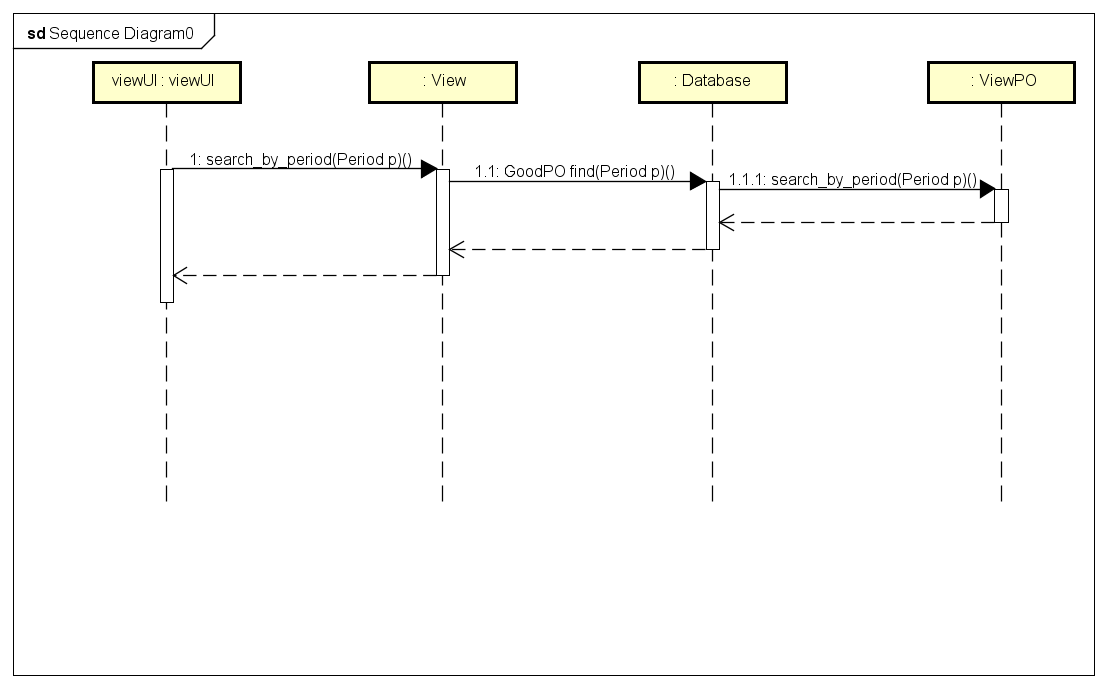 sd Sequence Diagram0
viewUI : viewUI
: View
: Database
: ViewPO
1: search_by_period(Period p)()
1.1: GoodPO find(Period p)()
1.1.1: search_by_period(Period p)()